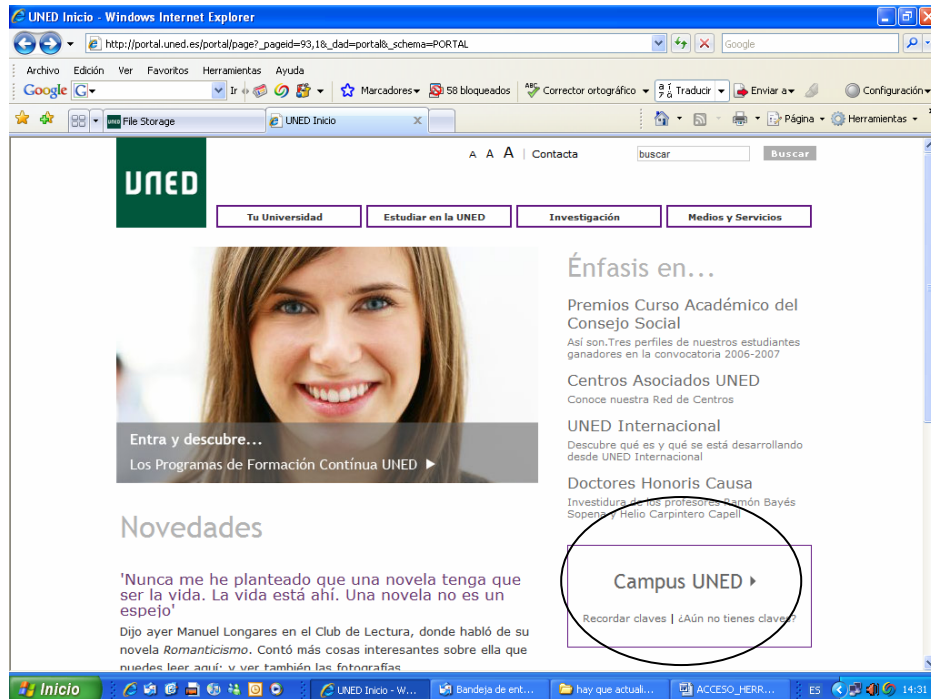 UNED Inicio - Windows Internet Explorer
http://portal.uned.es/portal/page?_pageid=93,1&_dad=portal&_schema=PORTAL
Google
Archivo Edición Ver Favoritos Herramientas Ayuda
Google G Ir Marcadores 58 bloqueados Corrector ortográfico Traducir Enviar a Configuración
File Storage UNED Inicio x Página Herramientas
A A A | Contacta buscar Buscar
UNED
Tu Universidad Estudiar en la UNED Investigación Medios y Servicios
Entra y descubre...
Los Programas de Formación Contínua UNED
Énfasis en...
Premios Curso Académico del
Consejo Social
Así son.Tres perfiles de nuestros estudiantes
ganadores en la convocatoria 2006-2007
Centros Asociados UNED
Conoce nuestra Red de Centros
UNED Internacional
Descubre qué es y qué se está desarrollando
desde UNED Internacional
Doctores Honoris Causa
Investidura de los profesores Ramón Bayés
Sopena y Helio Carpintero Capell
Campus UNED
Recordar claves | ¿Aún no tienes claves?
Novedades
'Nunca me he planteado que una novela tenga que
ser la vida. La vida está ahí. Una novela no es un
espejo'
Dijo ayer Manuel Longares en el Club de Lectura, donde habló de su
novela Romanticismo. Contó más cosas interesantes sobre ella que
puedes leer aquí; y ver también las fotografías
Inicio UNED Inicio - W... Bandeja de ent... hay que actuali... ACCESO_HERR... ES 14:31